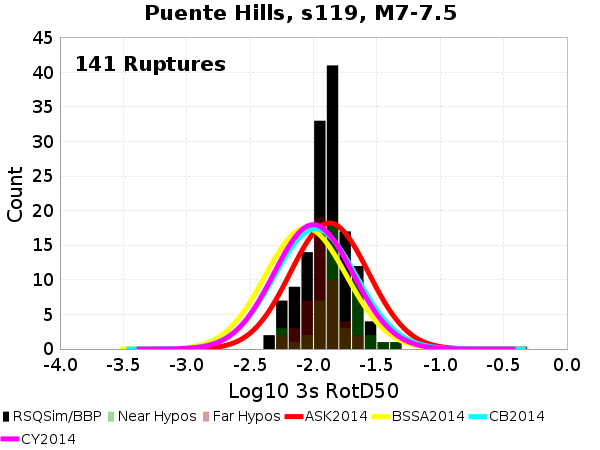 Puente Hills, s119, M7-7.5
141 Ruptures
45
40
35
30
25
20
15
10
5
0
Count
-4.0 -3.5 -3.0 -2.5 -2.0 -1.5 -1.0 -0.5 0.0
Log10 3s RotD50
RSQSim/BBP Near Hypos Far Hypos ASK2014 BSSA2014 CB2014
CY2014